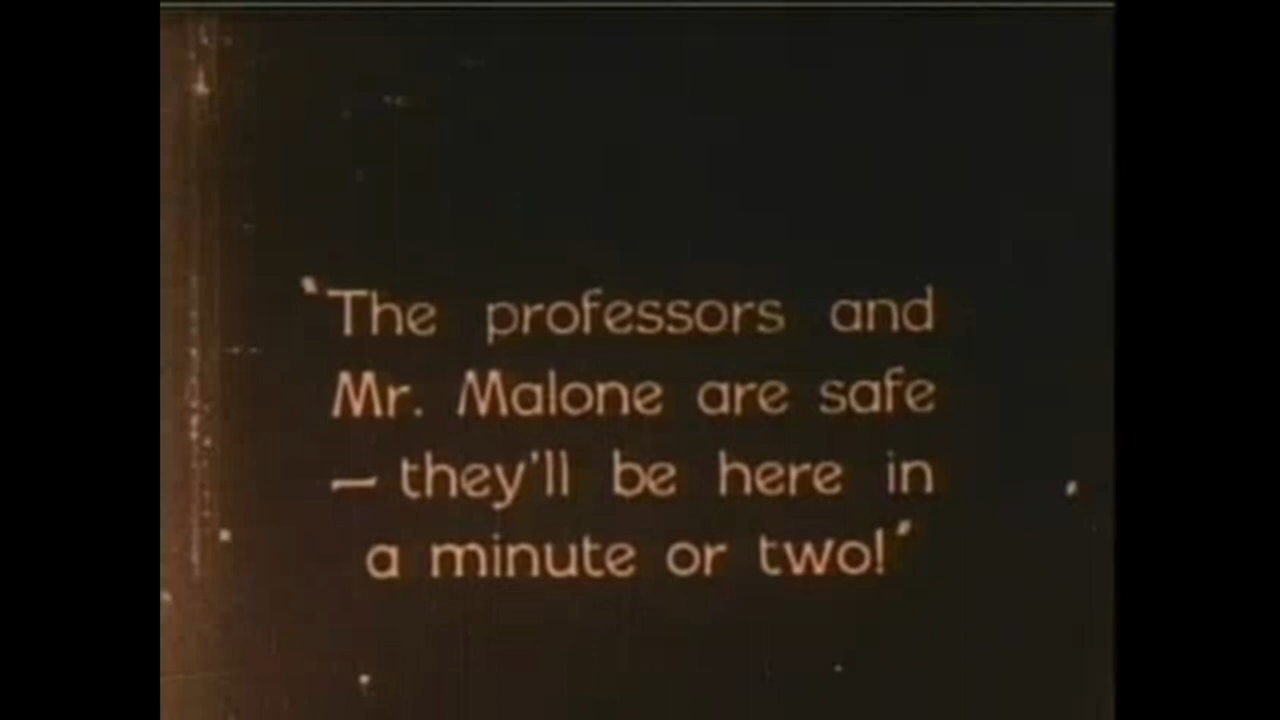 "The professors and
Mr. Malone are safe
— they'll be here in
a minute or two!"